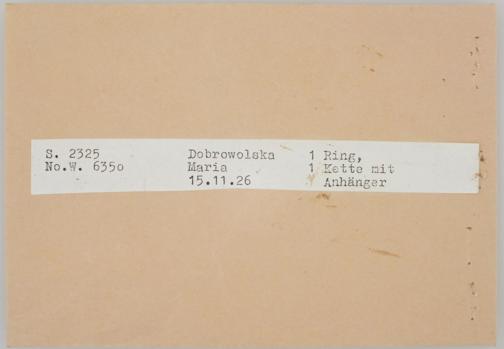 S. 2325 Dobrowolska 1 Ring,
No.W. 6350 Maria 1 Kette mit
15.11.26 Anhänger